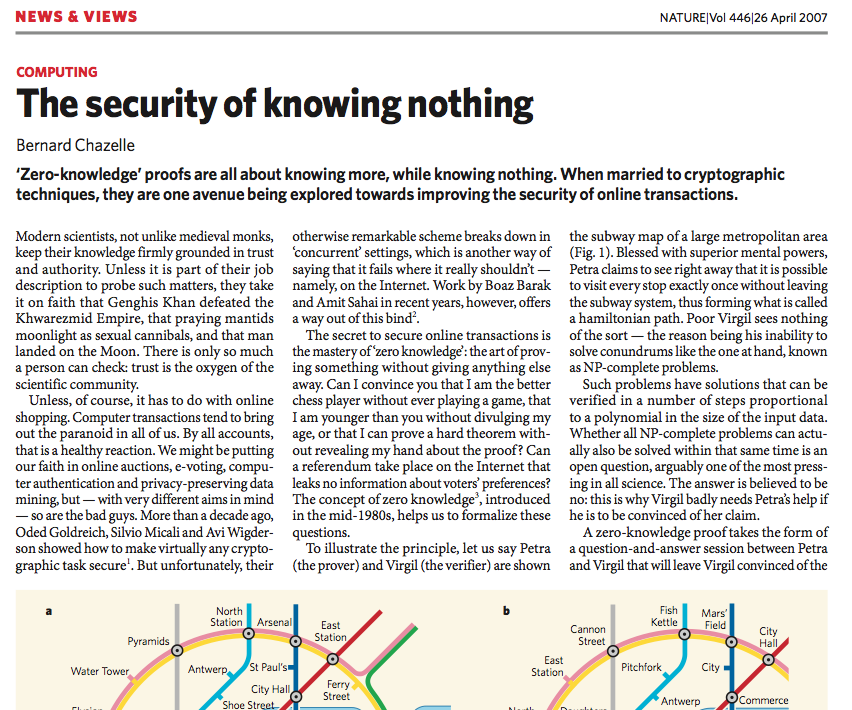 NEWS & VIEWS
NATURE|Vol 446|26 April 2007
COMPUTING
The security of knowing nothing
Bernard Chazelle
‘Zero-knowledge’ proofs are all about knowing more, while knowing nothing. When married to cryptographic
techniques, they are one avenue being explored towards improving the security of online transactions.
Modern scientists, not unlike medieval monks,
keep their knowledge firmly grounded in trust
and authority. Unless it is part of their job
description to probe such matters, they take
it on faith that Genghis Khan defeated the
Khwarezmid Empire, that praying mantids
moonlight as sexual cannibals, and that man
landed on the Moon. There is only so much
a person can check: trust is the oxygen of the
scientific community.
Unless, of course, it has to do with online
shopping. Computer transactions tend to bring
out the paranoid in all of us. By all accounts,
that is a healthy reaction. We might be putting
our faith in online auctions, e-voting, compu-
ter authentication and privacy-preserving data
mining, but — with very different aims in mind
— so are the bad guys. More than a decade ago,
Oded Goldreich, Silvio Micali and Avi Wigder-
son showed how to make virtually any crypto-
graphic task secure¹. But unfortunately, their
otherwise remarkable scheme breaks down in
‘concurrent’ settings, which is another way of
saying that it fails where it really shouldn’t —
namely, on the Internet. Work by Boaz Barak
and Amit Sahai in recent years, however, offers
a way out of this bind².
The secret to secure online transactions is
the mastery of ‘zero knowledge’: the art of prov-
ing something without giving anything else
away. Can I convince you that I am the better
chess player without ever playing a game, that
I am younger than you without divulging my
age, or that I can prove a hard theorem with-
out revealing my hand about the proof? Can
a referendum take place on the Internet that
leaks no information about voters’ preferences?
The concept of zero knowledge³, introduced
in the mid-1980s, helps us to formalize these
questions.
To illustrate the principle, let us say Petra
(the prover) and Virgil (the verifier) are shown
the subway map of a large metropolitan area
(Fig. 1). Blessed with superior mental powers,
Petra claims to see right away that it is possible
to visit every stop exactly once without leaving
the subway system, thus forming what is called
a hamiltonian path. Poor Virgil sees nothing
of the sort — the reason being his inability to
solve conundrums like the one at hand, known
as NP-complete problems.
Such problems have solutions that can be
verified in a number of steps proportional
to a polynomial in the size of the input data.
Whether all NP-complete problems can actu-
ally also be solved within that same time is an
open question, arguably one of the most press-
ing in all science. The answer is believed to be
no: this is why Virgil badly needs Petra’s help if
he is to be convinced of her claim.
A zero-knowledge proof takes the form of
a question-and-answer session between Petra
and Virgil that will leave Virgil convinced of the
a
North
Station
Arsenal
East
Station
Pyramids
Water Tower
Antwerp
St Paul's
City Hall
Ferry
Street
Shoe Street
b
Fish
Kettle
Mars'
Field
City
Hall
Cannon
Street
East
Station
Pitchfork
City
Antwerp
Commerce